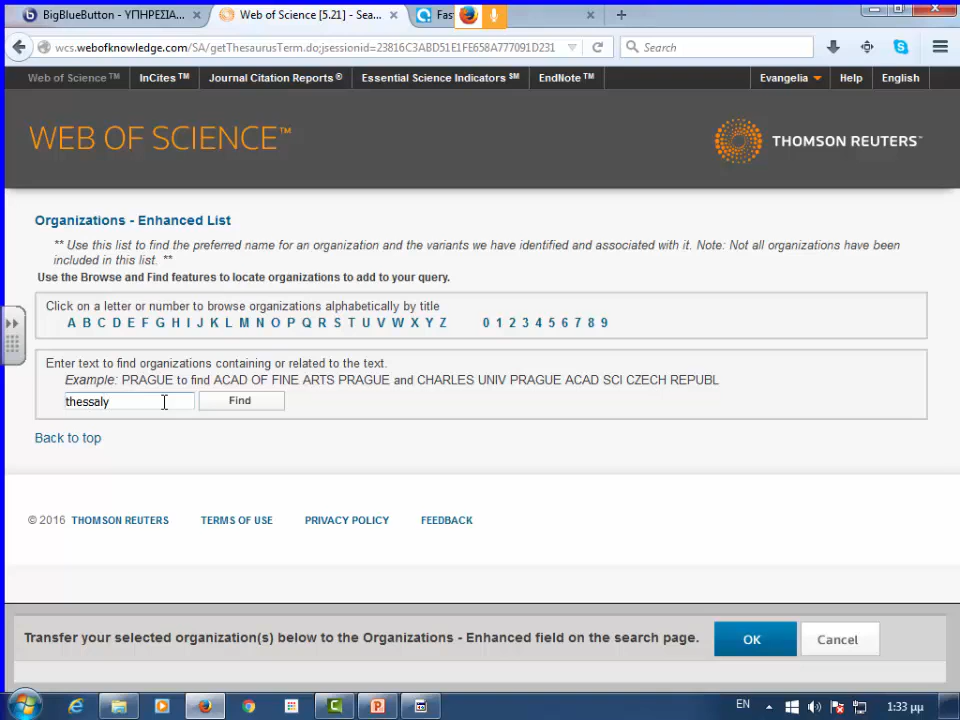 BigBlueButton - ΥΠΗΡΕΣΙΑ...
Web of Science [5.21] - Sea...
Fas
wcs.webofknowledge.com/SA/getThesaurusTerm.do;jsessionid=23816C3ABD51E1FE658A777091D231
Search
Web of Science ™
InCites ™
Journal Citation Reports ®
Essential Science Indicators ℠
EndNote ™
Evangelia
Help
English
WEB OF SCIENCE™
THOMSON REUTERS™
Organizations - Enhanced List
** Use this list to find the preferred name for an organization and the variants we have identified and associated with it. Note: Not all organizations have been
included in this list. **
Use the Browse and Find features to locate organizations to add to your query.
Click on a letter or number to browse organizations alphabetically by title
A B C D E F G H I J K L M N O P Q R S T U V W X Y Z 0 1 2 3 4 5 6 7 8 9
Enter text to find organizations containing or related to the text.
Example: PRAGUE to find ACAD OF FINE ARTS PRAGUE and CHARLES UNIV PRAGUE ACAD SCI CZECH REPUBL
thessaly
Find
Back to top
© 2016 THOMSON REUTERS
TERMS OF USE
PRIVACY POLICY
FEEDBACK
Transfer your selected organization(s) below to the Organizations - Enhanced field on the search page.
OK
Cancel
EN
1:33 μμ